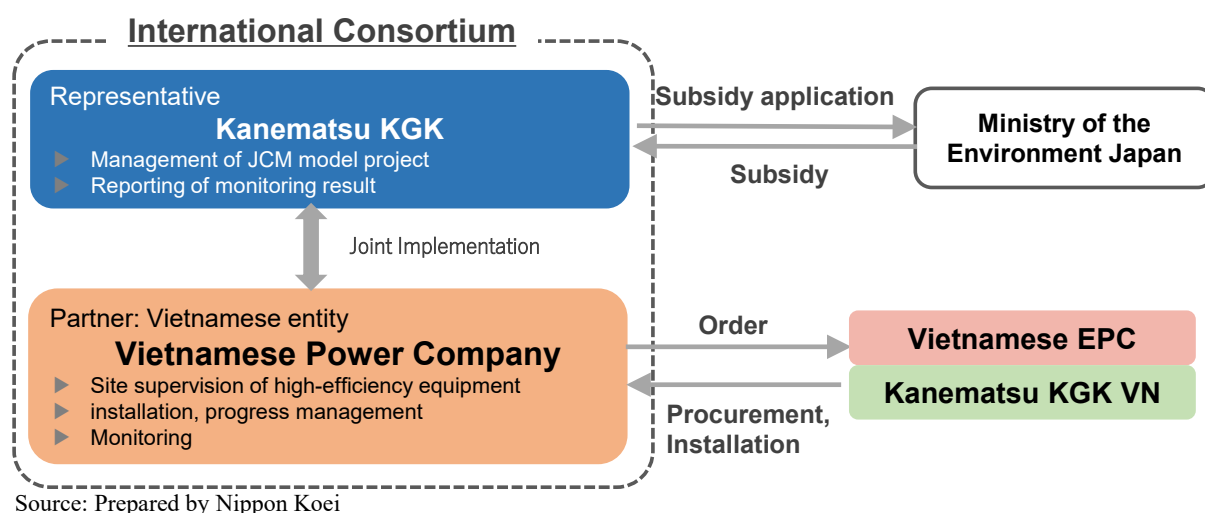 International Consortium
Representative
Kanematsu KGK
Management of JCM model project
Reporting of monitoring result
Subsidy application
Subsidy
Ministry of the
Environment Japan
Joint Implementation
Partner: Vietnamese entity
Vietnamese Power Company
Site supervision of high-efficiency equipment
installation, progress management
Monitoring
Order
Procurement,
Installation
Vietnamese EPC
Kanematsu KGK VN
Source: Prepared by Nippon Koei